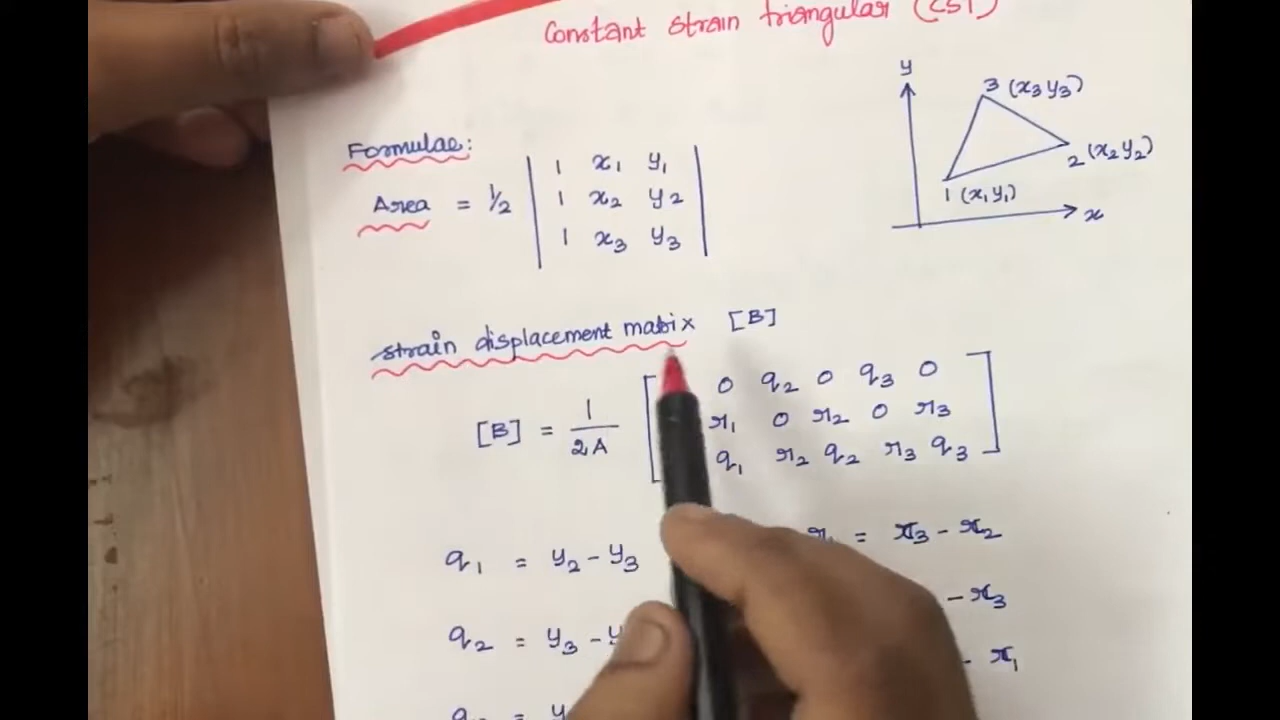 Constant strain triangular (CST)
y
3 (x₃ y₃)
2 (x₂ y₂)
1 (x₁ y₁)
x
Formulae:
Area = ½ | 1 x₁ y₁
1 x₂ y₂
1 x₃ y₃ |
strain displacement matrix [B]
[B] = 1/2A [ 0 q₂ 0 q₃ 0
r₁ 0 r₂ 0 r₃
q₁ r₂ q₂ r₃ q₃ ]
q₁ = y₂ - y₃ r₁ = x₃ - x₂
q₂ = y₃ - y - x₃
= y - x₁